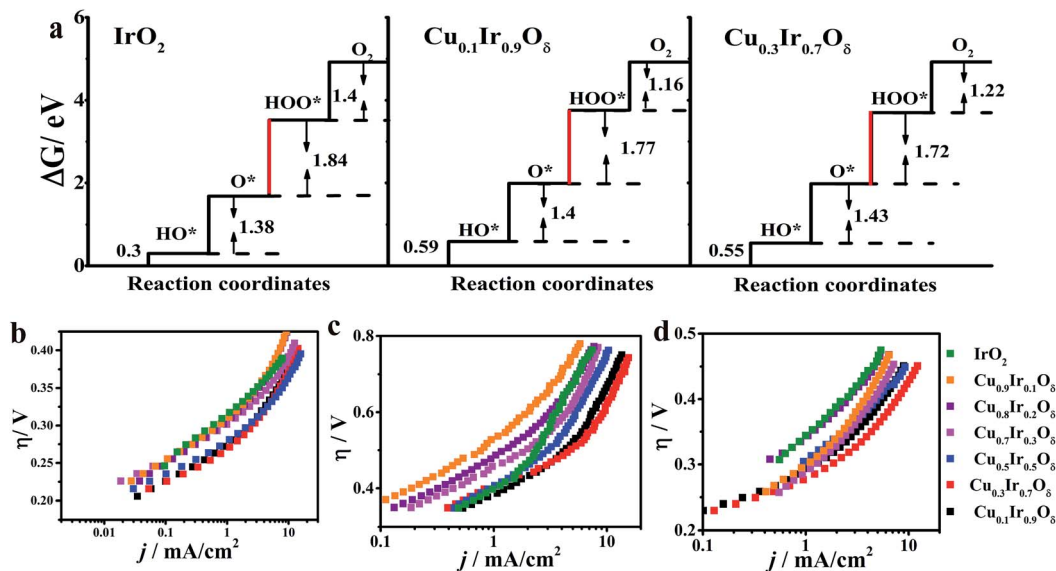 a
IrO₂
Cu₀.₁Ir₀.₉Oδ
Cu₀.₃Ir₀.₇Oδ
ΔG/ eV
6
4
2
0
0.3
HO*
O*
HOO*
O₂
1.38
1.84
1.4
0.59
HO*
O*
HOO*
O₂
1.4
1.77
1.16
0.55
HO*
O*
HOO*
O₂
1.43
1.72
1.22
Reaction coordinates
Reaction coordinates
Reaction coordinates
b
η/ V
0.40
0.35
0.30
0.25
0.20
0.01
0.1
1
10
j / mA/cm²
c
η / V
0.8
0.6
0.4
0.1
1
10
j / mA/cm²
d
η / V
0.5
0.4
0.3
0.2
0.1
1
10
j / mA/cm²
IrO₂
Cu₀.₉Ir₀.₁Oδ
Cu₀.₈Ir₀.₂Oδ
Cu₀.₇Ir₀.₃Oδ
Cu₀.₅Ir₀.₅Oδ
Cu₀.₃Ir₀.₇Oδ
Cu₀.₁Ir₀.₉Oδ